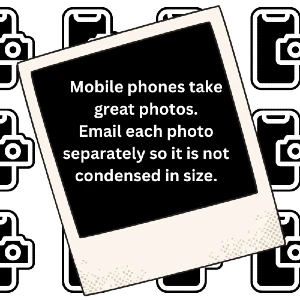 Mobile phones take
great photos.
Email each photo
separately so it is not
condensed in size.